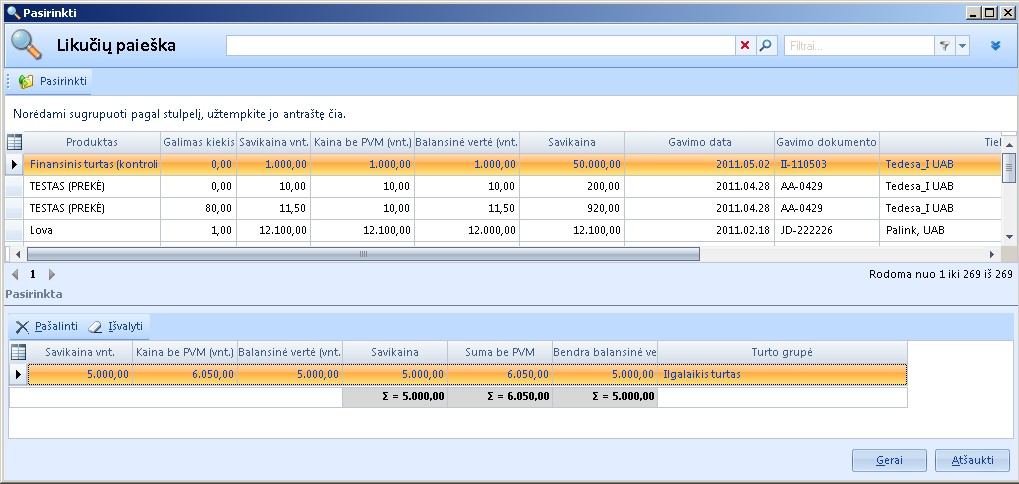 Pasirinkti
Likučių paieška
Filtrai...
Pasirinkti
Norėdami sugrupuoti pagal stulpelį, užtempkite jo antraštę čia.
Produktas Galimas kiekis Savikaina vnt. Kaina be PVM (vnt.) Balansinė vertė (vnt. Savikaina Gavimo data Gavimo dokumento Tiel
Finansinis turtas (kontroli 0,00 1.000,00 1.000,00 1.000,00 50.000,00 2011.05.02 II-110503 Tedesa_I UAB
TESTAS (PREKĖ) 0,00 10,00 10,00 10,00 200,00 2011.04.28 AA-0429 Tedesa_I UAB
TESTAS (PREKĖ) 80,00 11,50 10,00 11,50 920,00 2011.04.28 AA-0429 Tedesa_I UAB
Lova 1,00 12.100,00 12.100,00 12.000,00 12.100,00 2011.02.18 JD-222226 Palink, UAB
1 Rodoma nuo 1 iki 269 iš 269
Pasirinkta
Pašalinti Išvalyti
Savikaina vnt. Kaina be PVM (vnt.) Balansinė vertė (vnt. Savikaina Suma be PVM Bendra balansinė ve Turto grupė
5.000,00 6.050,00 5.000,00 5.000,00 6.050,00 5.000,00 Ilgalaikis turtas
Σ = 5.000,00 Σ = 6.050,00 Σ = 5.000,00
Gerai Atšaukti